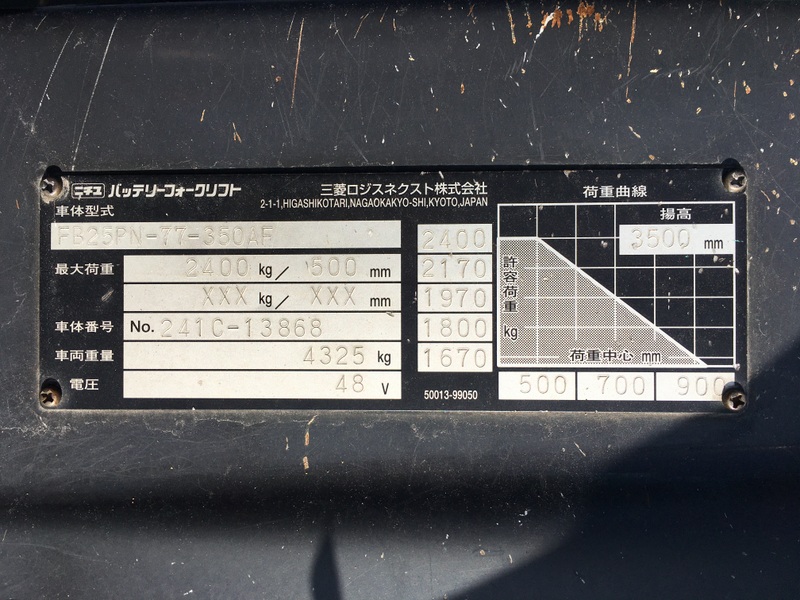 ニチユ バッテリーフォークリフト
三菱ロジスネクスト株式会社
2-1-1,HIGASHIKOTARI,NAGAOKAKYO-SHI,KYOTO,JAPAN
車体型式
FB25PN-77-350AF
最大荷重 2400 kg／ 500 mm
XXX kg／ XXX mm
車体番号 No. 241C-13868
車両重量 4325 kg
電圧 48 V
2400
2170
1970
1800
1670
50013-99050
荷重曲線
揚高
3500 mm
許容荷重 kg
荷重中心 mm
500 700 900